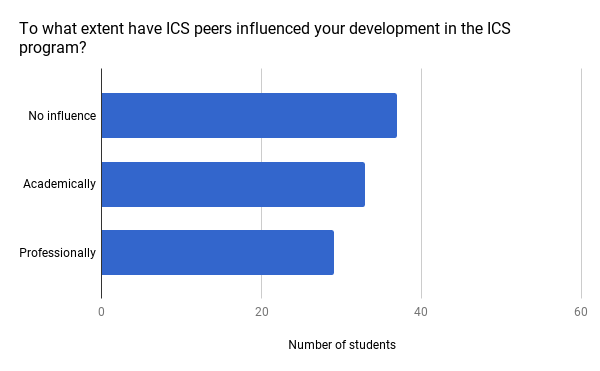 To what extent have ICS peers influenced your development in the ICS
program?
No influence
Academically
Professionally
0
20
40
60
Number of students